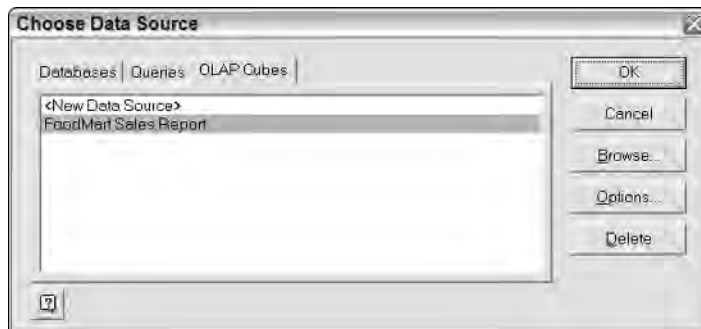 Choose Data Source
Databases Queries OLAP Cubes
<New Data Source>
FoodMart Sales Report
OK
Cancel
Browse...
Options...
Delete
?